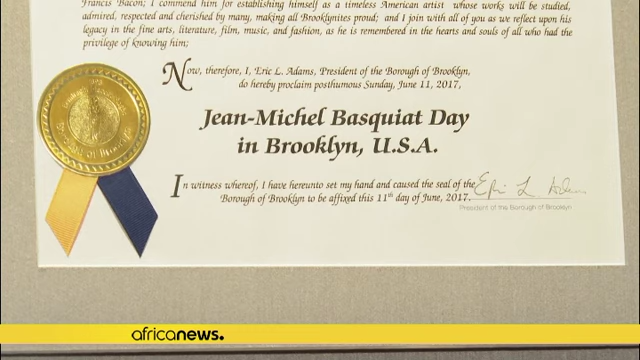 Francis Bacon; I commend him for establishing himself as a timeless American artist whose works will be studied,
admired, respected and cherished by many, making all Brooklynites proud; and I join with all of you as we reflect upon his
legacy in the fine arts, literature, film, music, and fashion, as he is remembered in the hearts and souls of all who had the
privilege of knowing him;
Now, therefore, I, Eric L. Adams, President of the Borough of Brooklyn,
do hereby proclaim posthumous Sunday, June 11, 2017,
Jean-Michel Basquiat Day
in Brooklyn, U.S.A.
In witness whereof, I have hereunto set my hand and caused the seal of the
Borough of Brooklyn to be affixed this 11th day of June, 2017.
Eric L Adams
President of the Borough of Brooklyn
africanews.